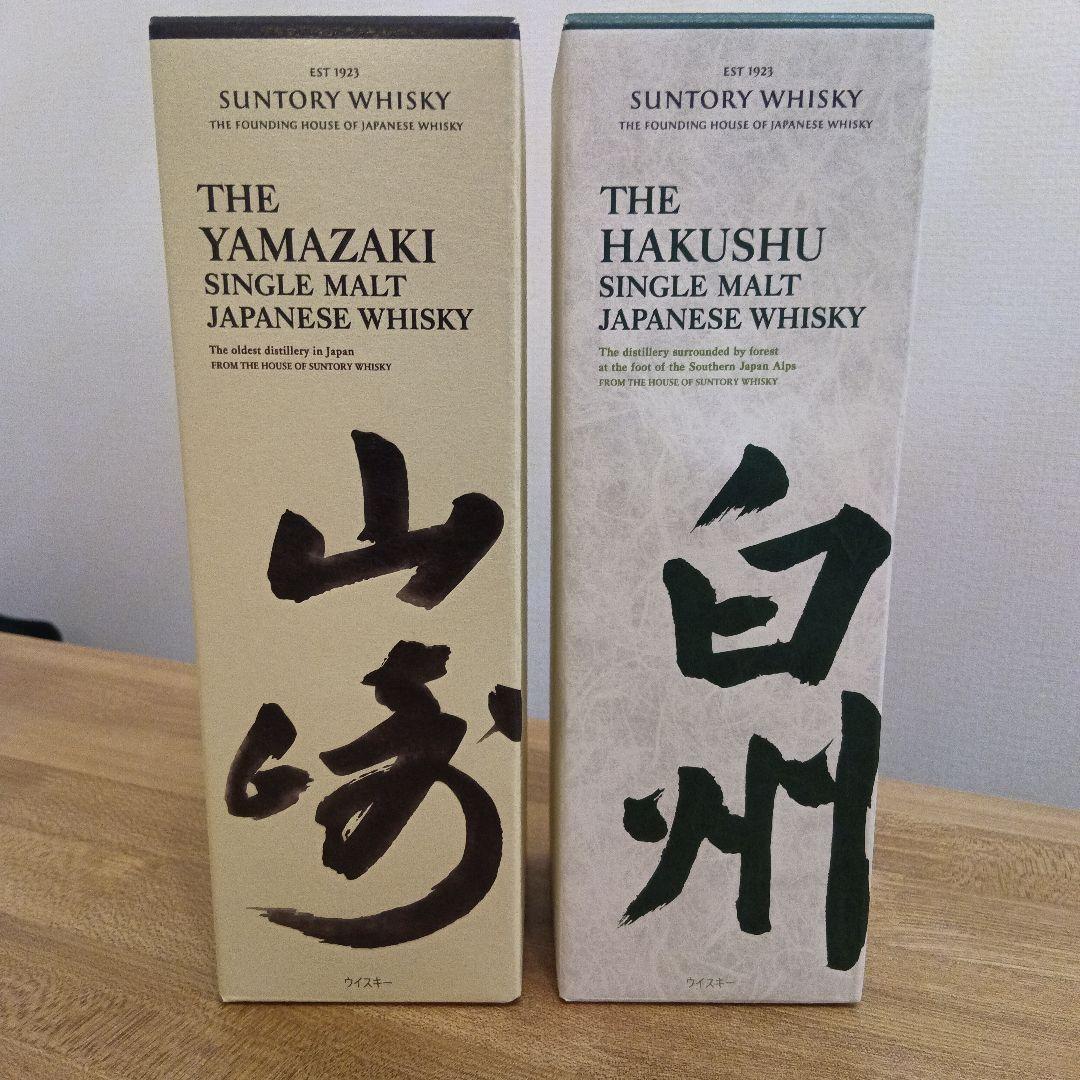 EST 1923
SUNTORY WHISKY
THE FOUNDING HOUSE OF JAPANESE WHISKY
THE
YAMAZAKI
SINGLE MALT
JAPANESE WHISKY
The oldest distillery in Japan
FROM THE HOUSE OF SUNTORY WHISKY
山
崎
ウイスキー
EST 1923
SUNTORY WHISKY
THE FOUNDING HOUSE OF JAPANESE WHISKY
THE
HAKUSHU
SINGLE MALT
JAPANESE WHISKY
The distillery surrounded by forest
at the foot of the Southern Japan Alps
FROM THE HOUSE OF SUNTORY WHISKY
白
州
ウイスキー